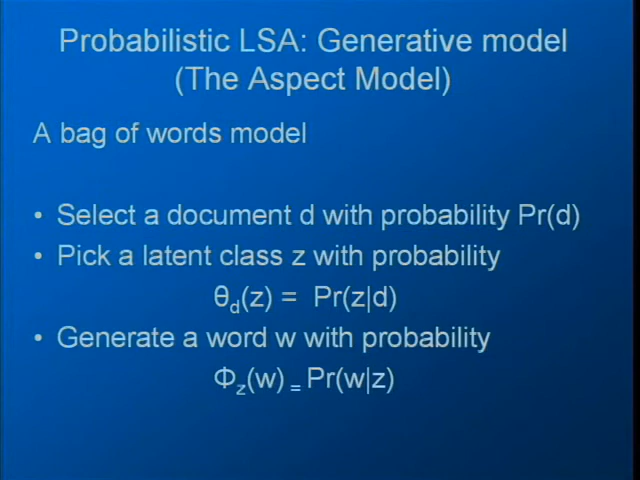 Probabilistic LSA: Generative model
(The Aspect Model)
A bag of words model
• Select a document d with probability Pr(d)
• Pick a latent class z with probability
θd(z) = Pr(z|d)
• Generate a word w with probability
Φz(w) = Pr(w|z)